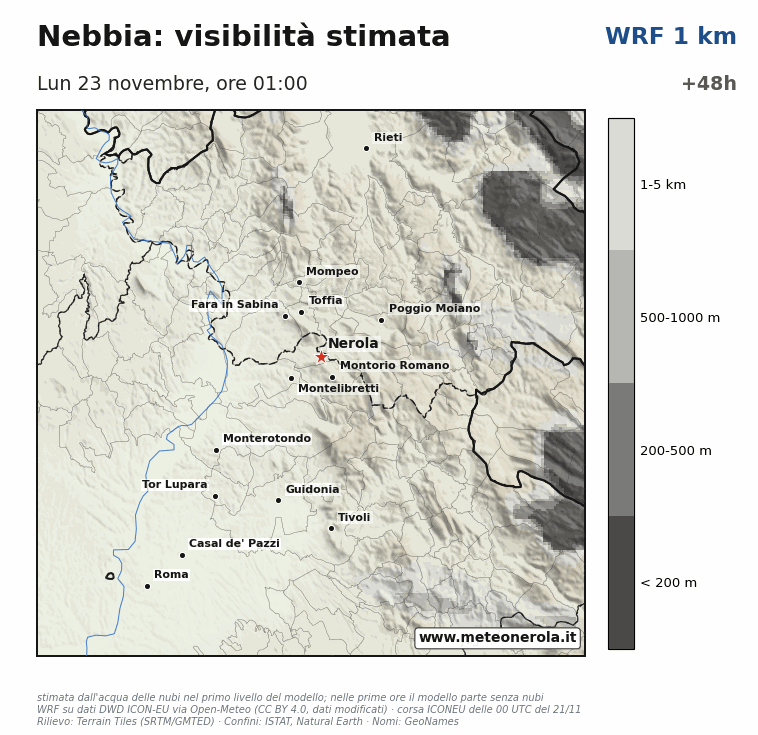 Nebbia: visibilità stimata
WRF 1 km
Lun 23 novembre, ore 01:00
+48h
Rieti
1-5 km
Mompeo
Toffia
Fara in Sabina
Poggio Moiano
500-1000 m
Nerola
Montorio Romano
Montelibretti
Monterotondo
200-500 m
Tor Lupara
Guidonia
Tivoli
Casal de' Pazzi
Roma
< 200 m
www.meteonerola.it
stimata dall'acqua delle nubi nel primo livello del modello; nelle prime ore il modello parte senza nubi
WRF su dati DWD ICON-EU via Open-Meteo (CC BY 4.0, dati modificati) · corsa ICONEU delle 00 UTC del 21/11
Rilievo: Terrain Tiles (SRTM/GMTED) · Confini: ISTAT, Natural Earth · Nomi: GeoNames